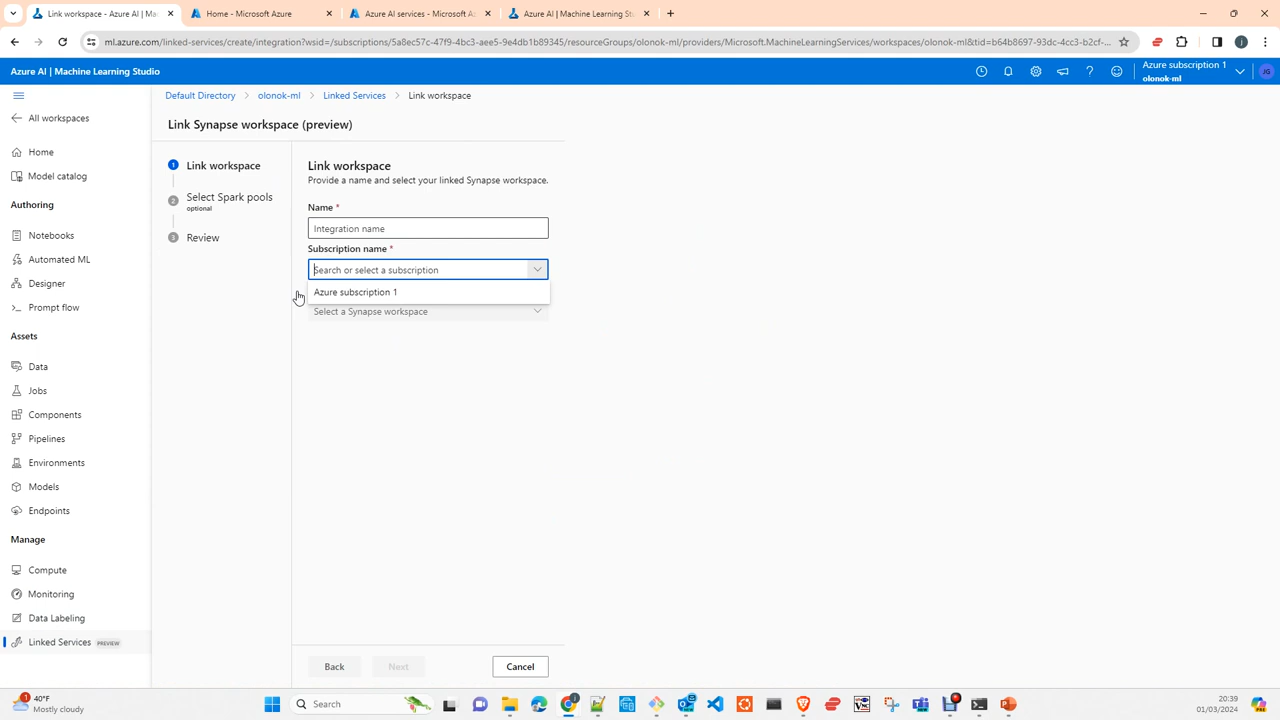 Link workspace - Azure AI | Mac
Home - Microsoft Azure
Azure AI services - Microsoft Az
Azure AI | Machine Learning Stu
ml.azure.com/linked-services/create/integration?wsid=/subscriptions/5a8ec57c-47f9-4bc3-aee5-9e4db1b89345/resourceGroups/olonok-ml/providers/Microsoft.MachineLearningServices/workspaces/olonok-ml&tid=b64b8697-93dc-4cc3-b2cf-...
Azure AI | Machine Learning Studio
Azure subscription 1
olonok-ml
JG
Default Directory > olonok-ml > Linked Services > Link workspace
All workspaces
Home
Model catalog
Authoring
Notebooks
Automated ML
Designer
Prompt flow
Assets
Data
Jobs
Components
Pipelines
Environments
Models
Endpoints
Manage
Compute
Monitoring
Data Labeling
Linked Services PREVIEW
Link Synapse workspace (preview)
1 Link workspace
2 Select Spark pools
optional
3 Review
Link workspace
Provide a name and select your linked Synapse workspace.
Name *
Integration name
Subscription name *
Search or select a subscription
Azure subscription 1
Select a Synapse workspace
Back
Next
Cancel
1
40°F
Mostly cloudy
Search
20:39
01/03/2024